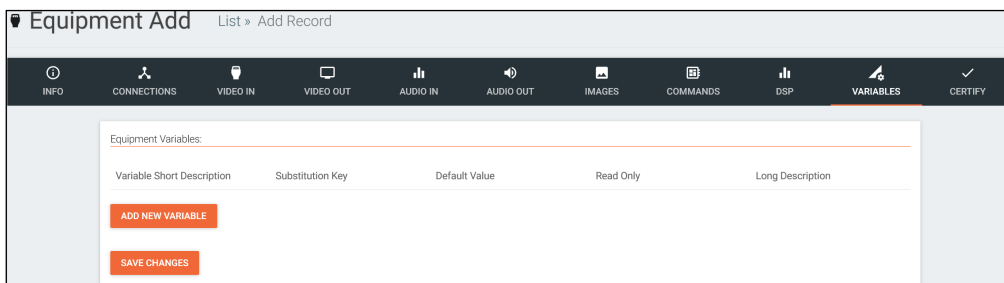 Equipment Add List » Add Record
INFO CONNECTIONS VIDEO IN VIDEO OUT AUDIO IN AUDIO OUT IMAGES COMMANDS DSP VARIABLES CERTIFY
Equipment Variables:
Variable Short Description Substitution Key Default Value Read Only Long Description
ADD NEW VARIABLE
SAVE CHANGES